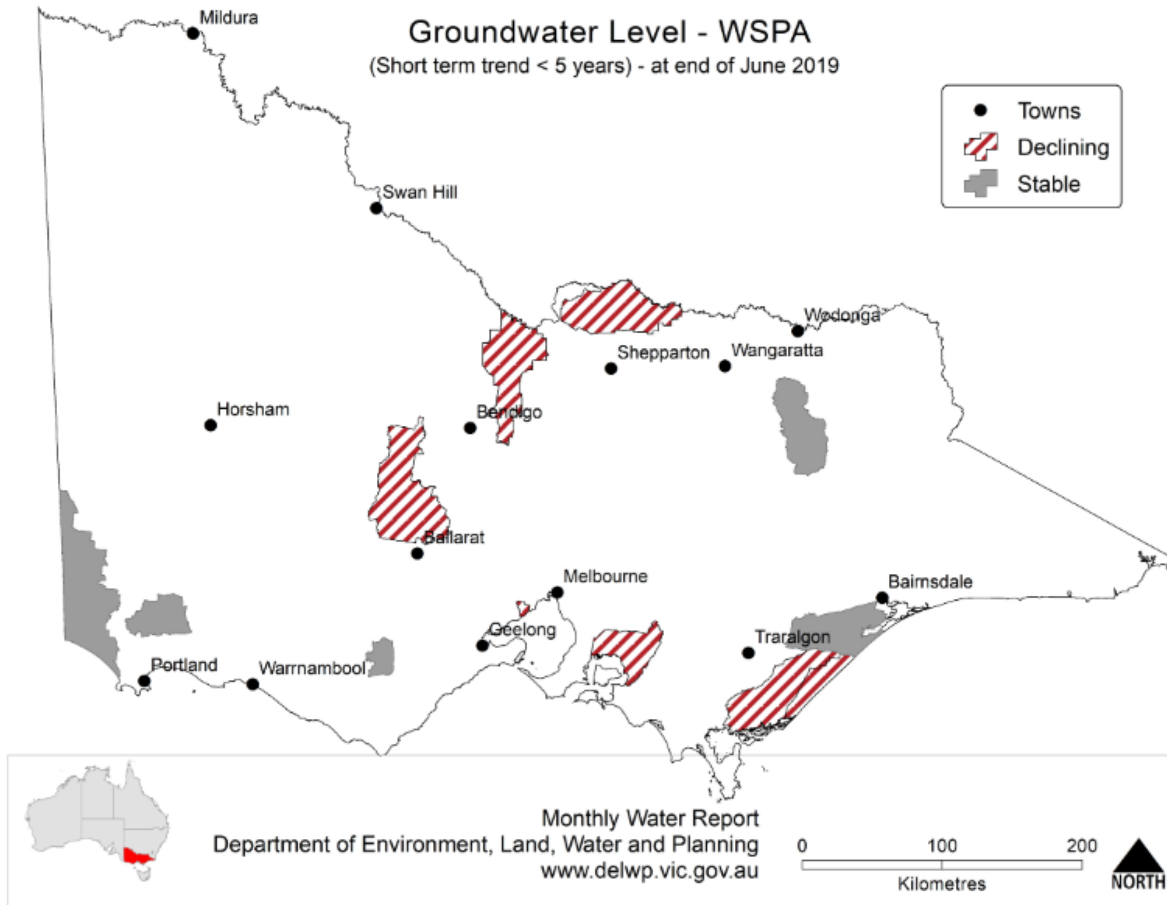 Groundwater Level - WSPA
(Short term trend < 5 years) - at end of June 2019
Towns
Declining
Stable
Mildura
Swan Hill
Wodonga
Shepparton
Wangaratta
Horsham
Bendigo
Ballarat
Melbourne
Bairnsdale
Geelong
Traralgon
Portland
Warrnambool
Monthly Water Report
Department of Environment, Land, Water and Planning
www.delwp.vic.gov.au
0 100 200
Kilometres
NORTH